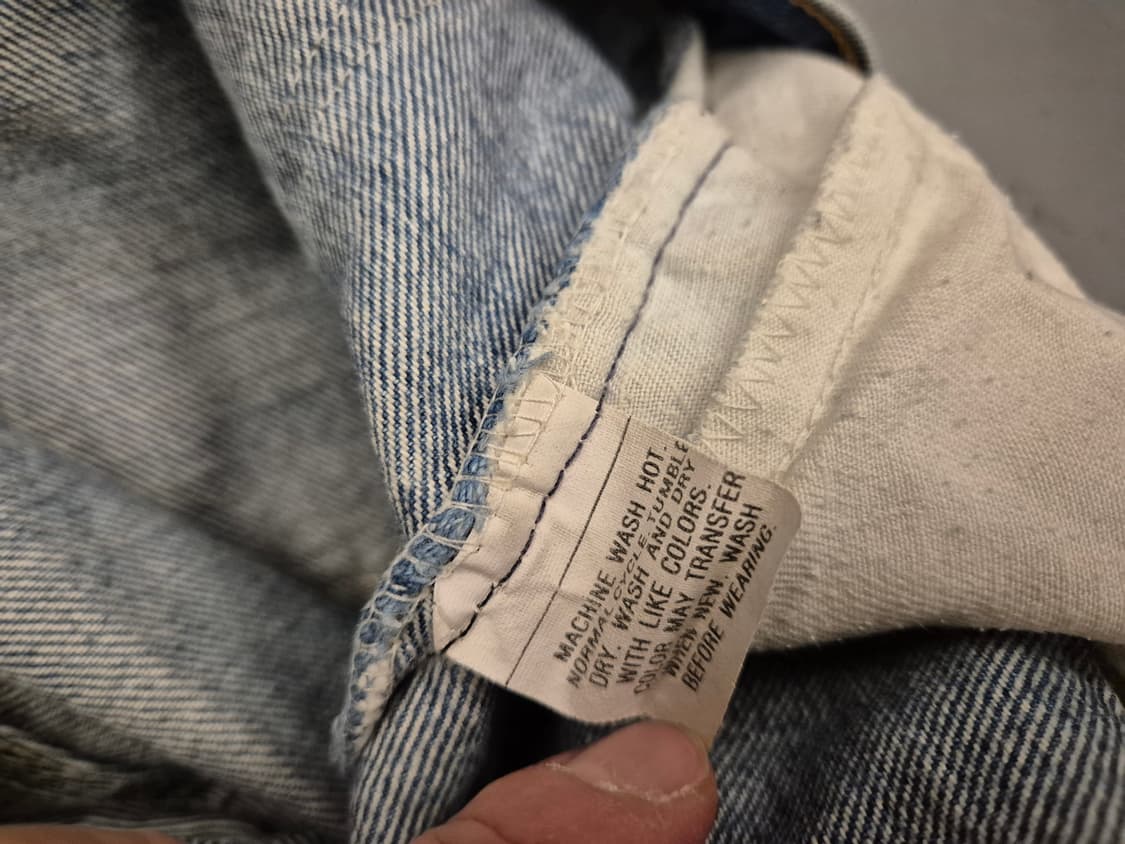 MACHINE WASH HOT.
NORMAL CYCLE TUMBLE
DRY. WASH AND DRY
WITH LIKE COLORS.
COLOR MAY TRANSFER
WHEN NEW. WASH
BEFORE WEARING.